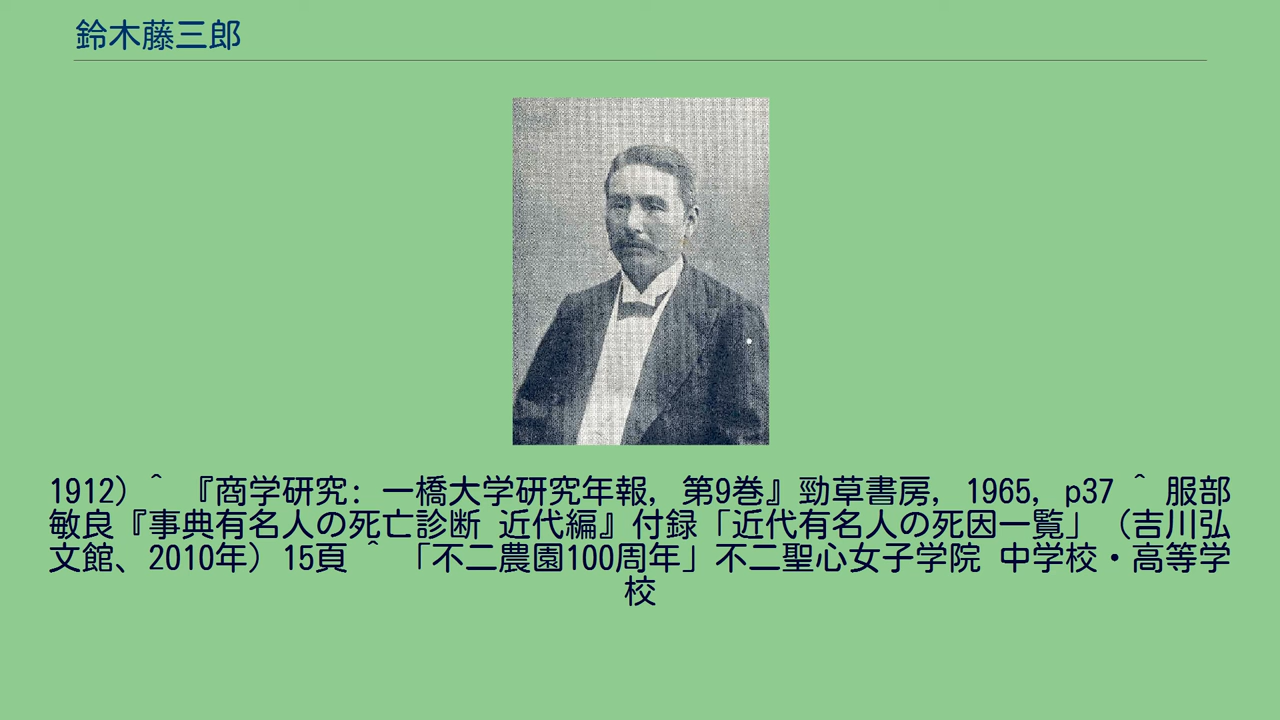 鈴木藤三郎
1912）^ 『商学研究: 一橋大学研究年報, 第9巻』勁草書房, 1965, p37 ^ 服部
敏良『事典有名人の死亡診断 近代編』付録「近代有名人の死因一覧」（吉川弘
文館、2010年）15頁 ^ 「不二農園100周年」不二聖心女子学院 中学校・高等学
校